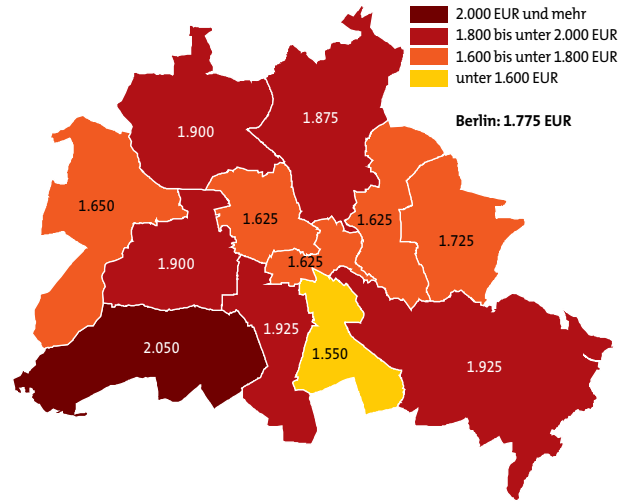 2.000 EUR und mehr
1.800 bis unter 2.000 EUR
1.600 bis unter 1.800 EUR
unter 1.600 EUR
Berlin: 1.775 EUR
1.875
1.900
1.650
1.625
1.625
1.725
1.900
1.625
1.925
2.050
1.550
1.925